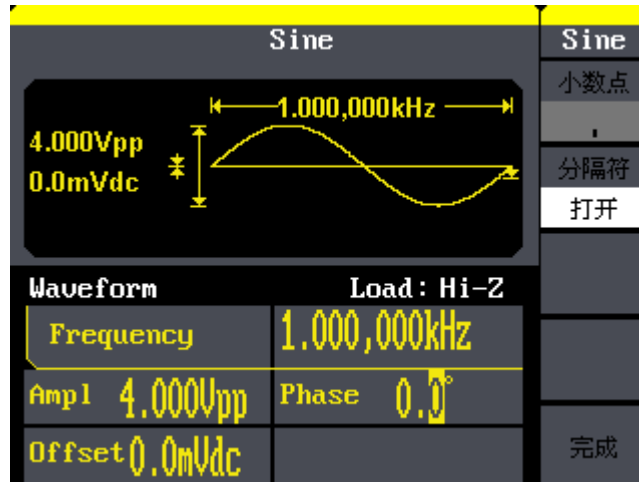 Sine
Sine
小数点
.
分隔符
打开
完成
1.000,000kHz
4.000Vpp
0.0mVdc
Waveform
Load: Hi-Z
Frequency
1.000,000kHz
Ampl 4.000Vpp
Phase 0.0°
Offset 0.0mVdc